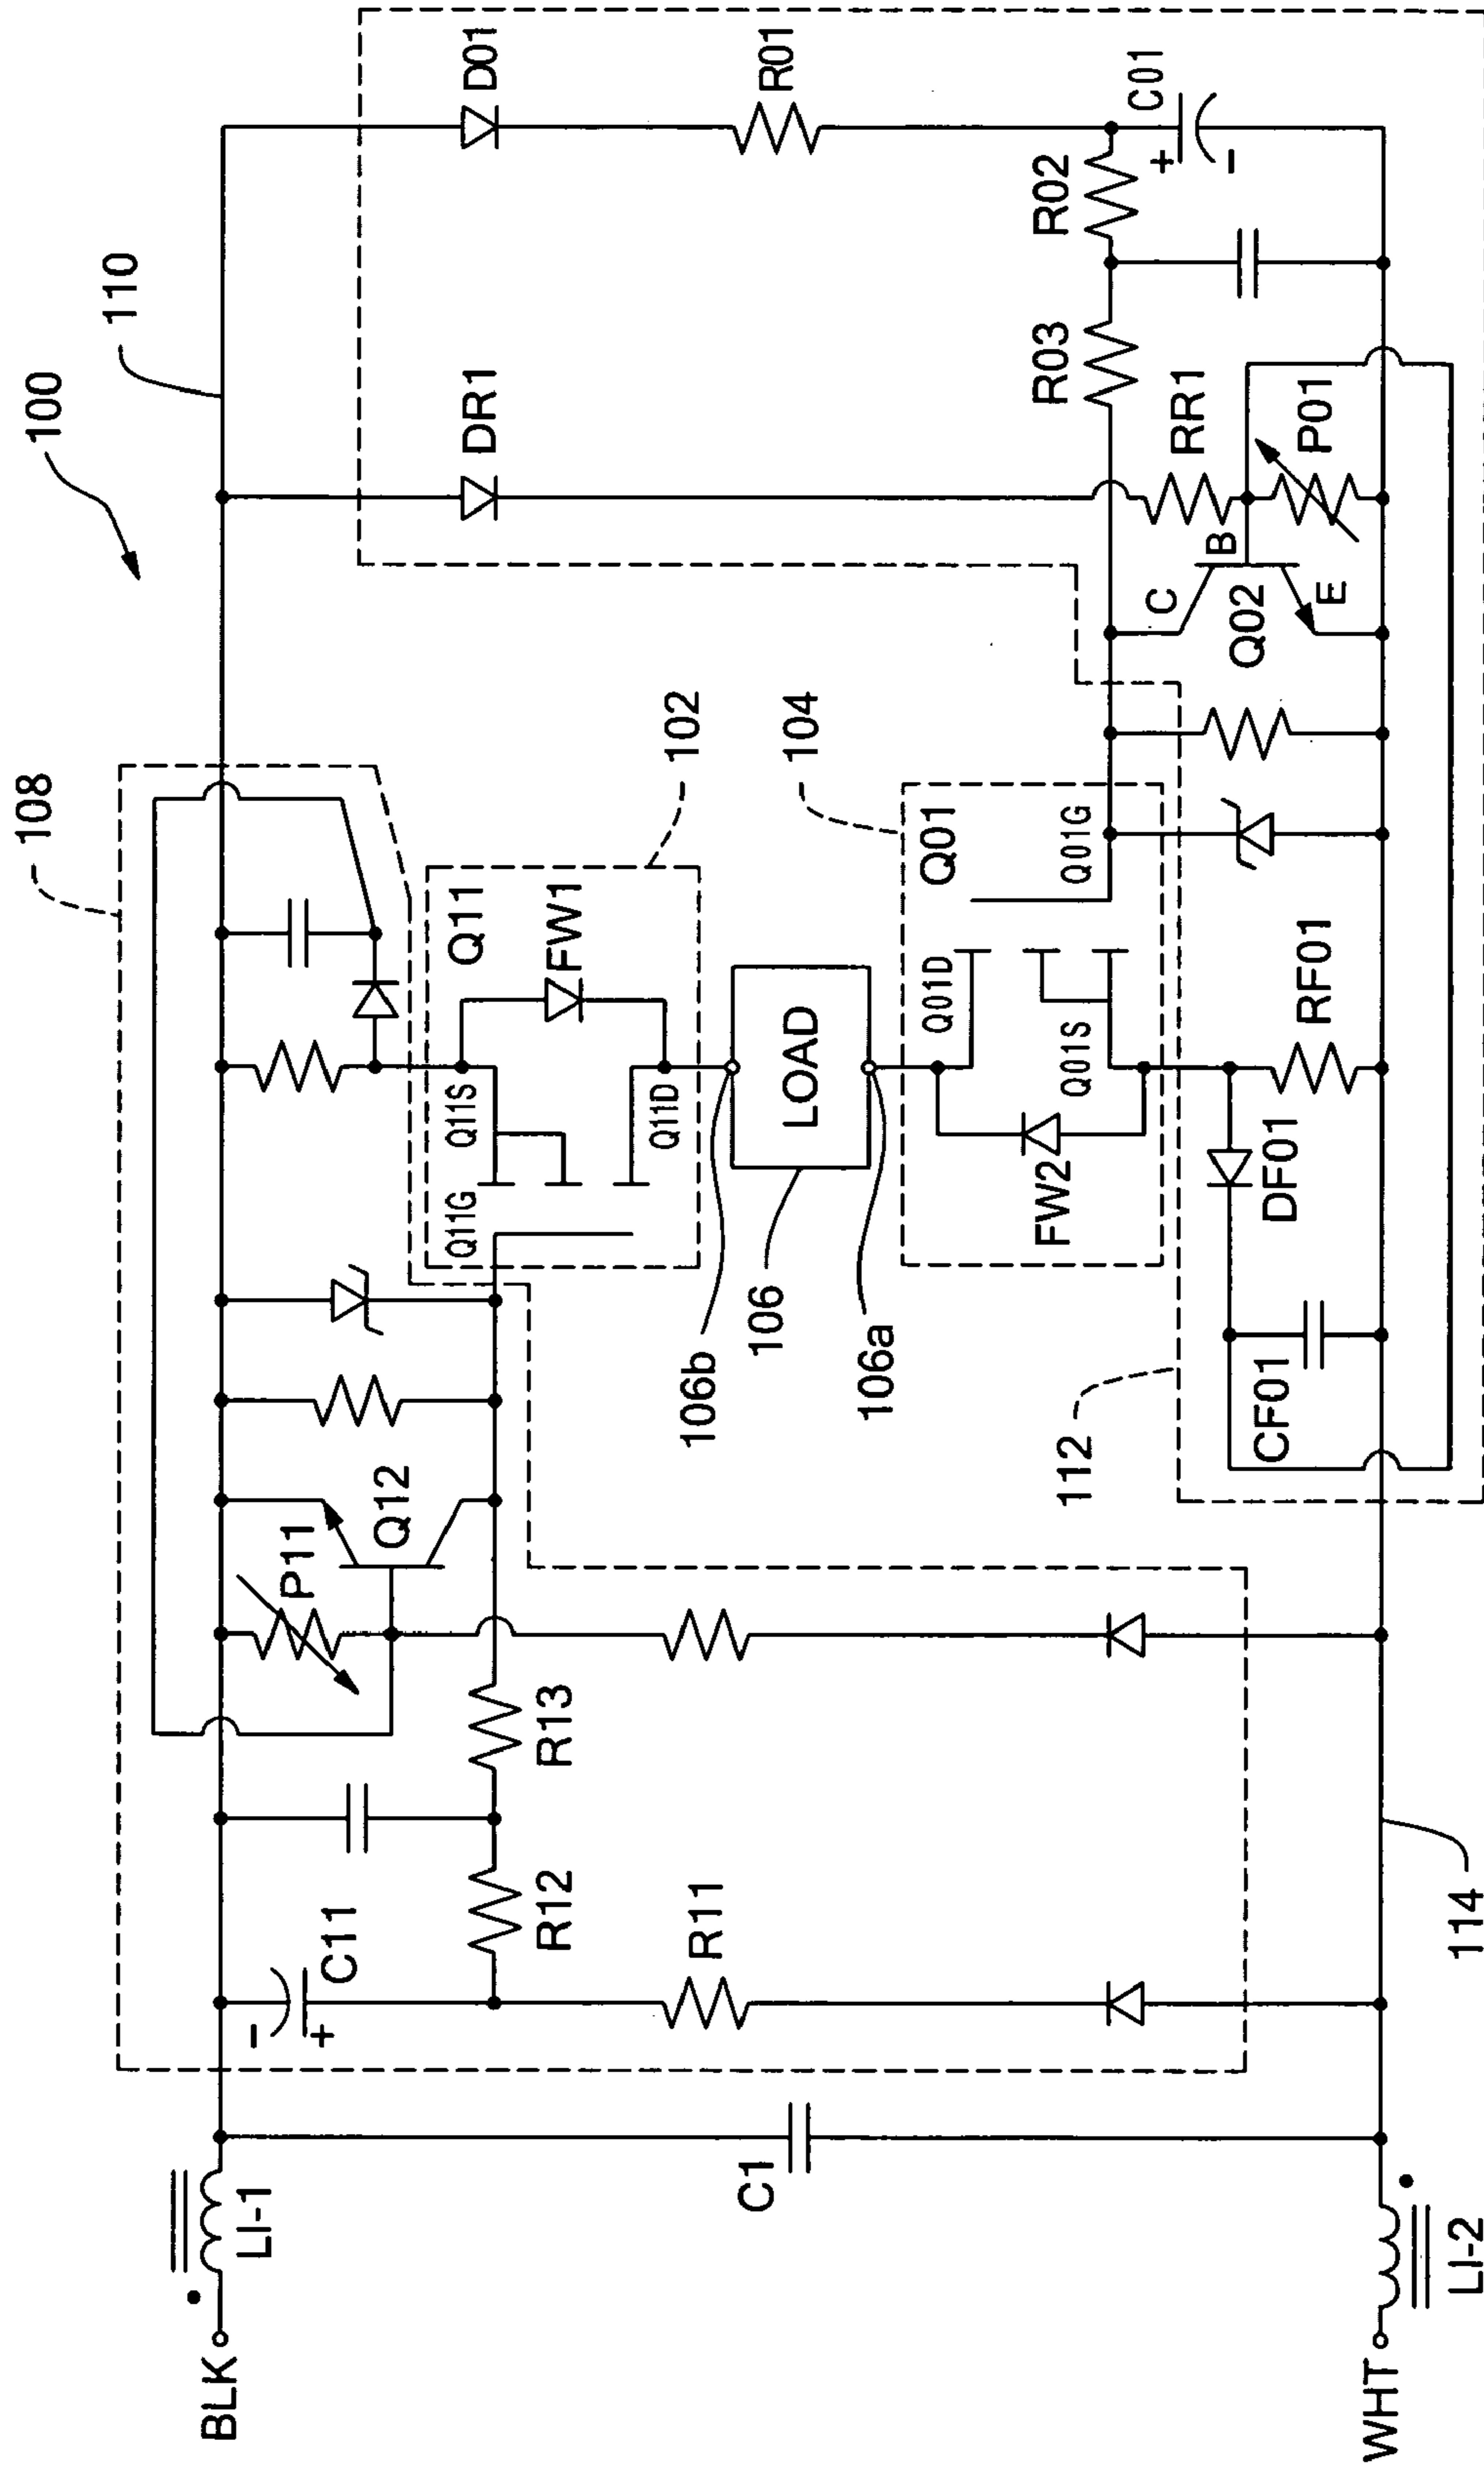 100
110
108
BLK
LI-1
C11
-
+
R12
R13
R11
P11
Q12
Q11G
Q11S
Q11D
Q11
FW1
102
104
106b
106
106a
LOAD
Q01
Q01D
Q01S
Q01G
FW2
112
CF01
DF01
RF01
DR1
D01
R01
R03
R02
C01
+
-
C
B
E
Q02
RR1
P01
C1
WHT
LI-2
114